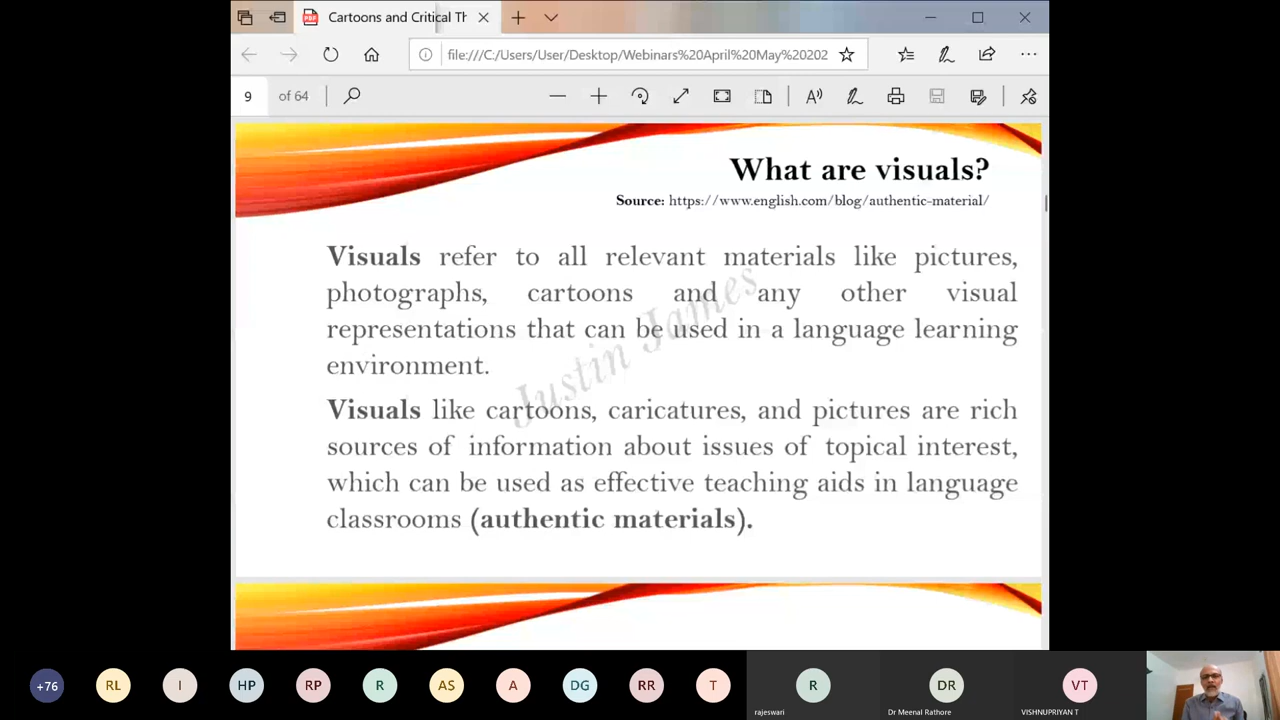 Cartoons and Critical Th
file:///C:/Users/User/Desktop/Webinars%20April%20May%20202
9 of 64
What are visuals?
Source: https://www.english.com/blog/authentic-material/
Visuals refer to all relevant materials like pictures,
photographs, cartoons and any other visual
representations that can be used in a language learning
environment.
Justin James
Visuals like cartoons, caricatures, and pictures are rich
sources of information about issues of topical interest,
which can be used as effective teaching aids in language
classrooms (authentic materials).
+76 RL I HP RP R AS A DG RR T R DR VT
rajeswari Dr Meenal Rathore VISHNUPRIYAN T